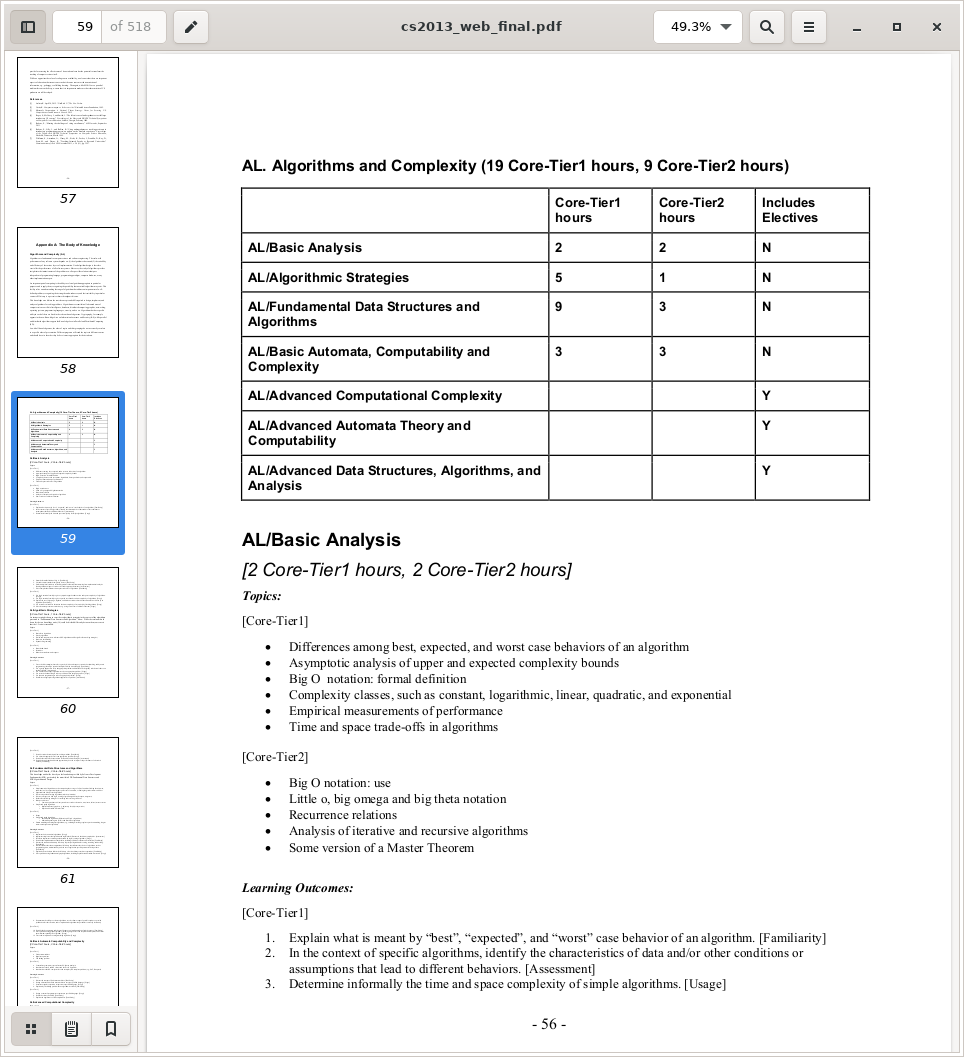 59 of 518
cs2013_web_final.pdf
49.3%
57
Appendix A: The Body of Knowledge
58
59
60
61
AL. Algorithms and Complexity (19 Core-Tier1 hours, 9 Core-Tier2 hours)
Core-Tier1 hours
Core-Tier2 hours
Includes Electives
AL/Basic Analysis 2 2 N
AL/Algorithmic Strategies 5 1 N
AL/Fundamental Data Structures and 9 3 N
Algorithms
AL/Basic Automata, Computability and 3 3 N
Complexity
AL/Advanced Computational Complexity Y
AL/Advanced Automata Theory and Y
Computability
AL/Advanced Data Structures, Algorithms, and Y
Analysis
AL/Basic Analysis
[2 Core-Tier1 hours, 2 Core-Tier2 hours]
Topics:
[Core-Tier1]
• Differences among best, expected, and worst case behaviors of an algorithm
• Asymptotic analysis of upper and expected complexity bounds
• Big O notation: formal definition
• Complexity classes, such as constant, logarithmic, linear, quadratic, and exponential
• Empirical measurements of performance
• Time and space trade-offs in algorithms
[Core-Tier2]
• Big O notation: use
• Little o, big omega and big theta notation
• Recurrence relations
• Analysis of iterative and recursive algorithms
• Some version of a Master Theorem
Learning Outcomes:
[Core-Tier1]
1. Explain what is meant by “best”, “expected”, and “worst” case behavior of an algorithm. [Familiarity]
2. In the context of specific algorithms, identify the characteristics of data and/or other conditions or
assumptions that lead to different behaviors. [Assessment]
3. Determine informally the time and space complexity of simple algorithms. [Usage]
- 56 -